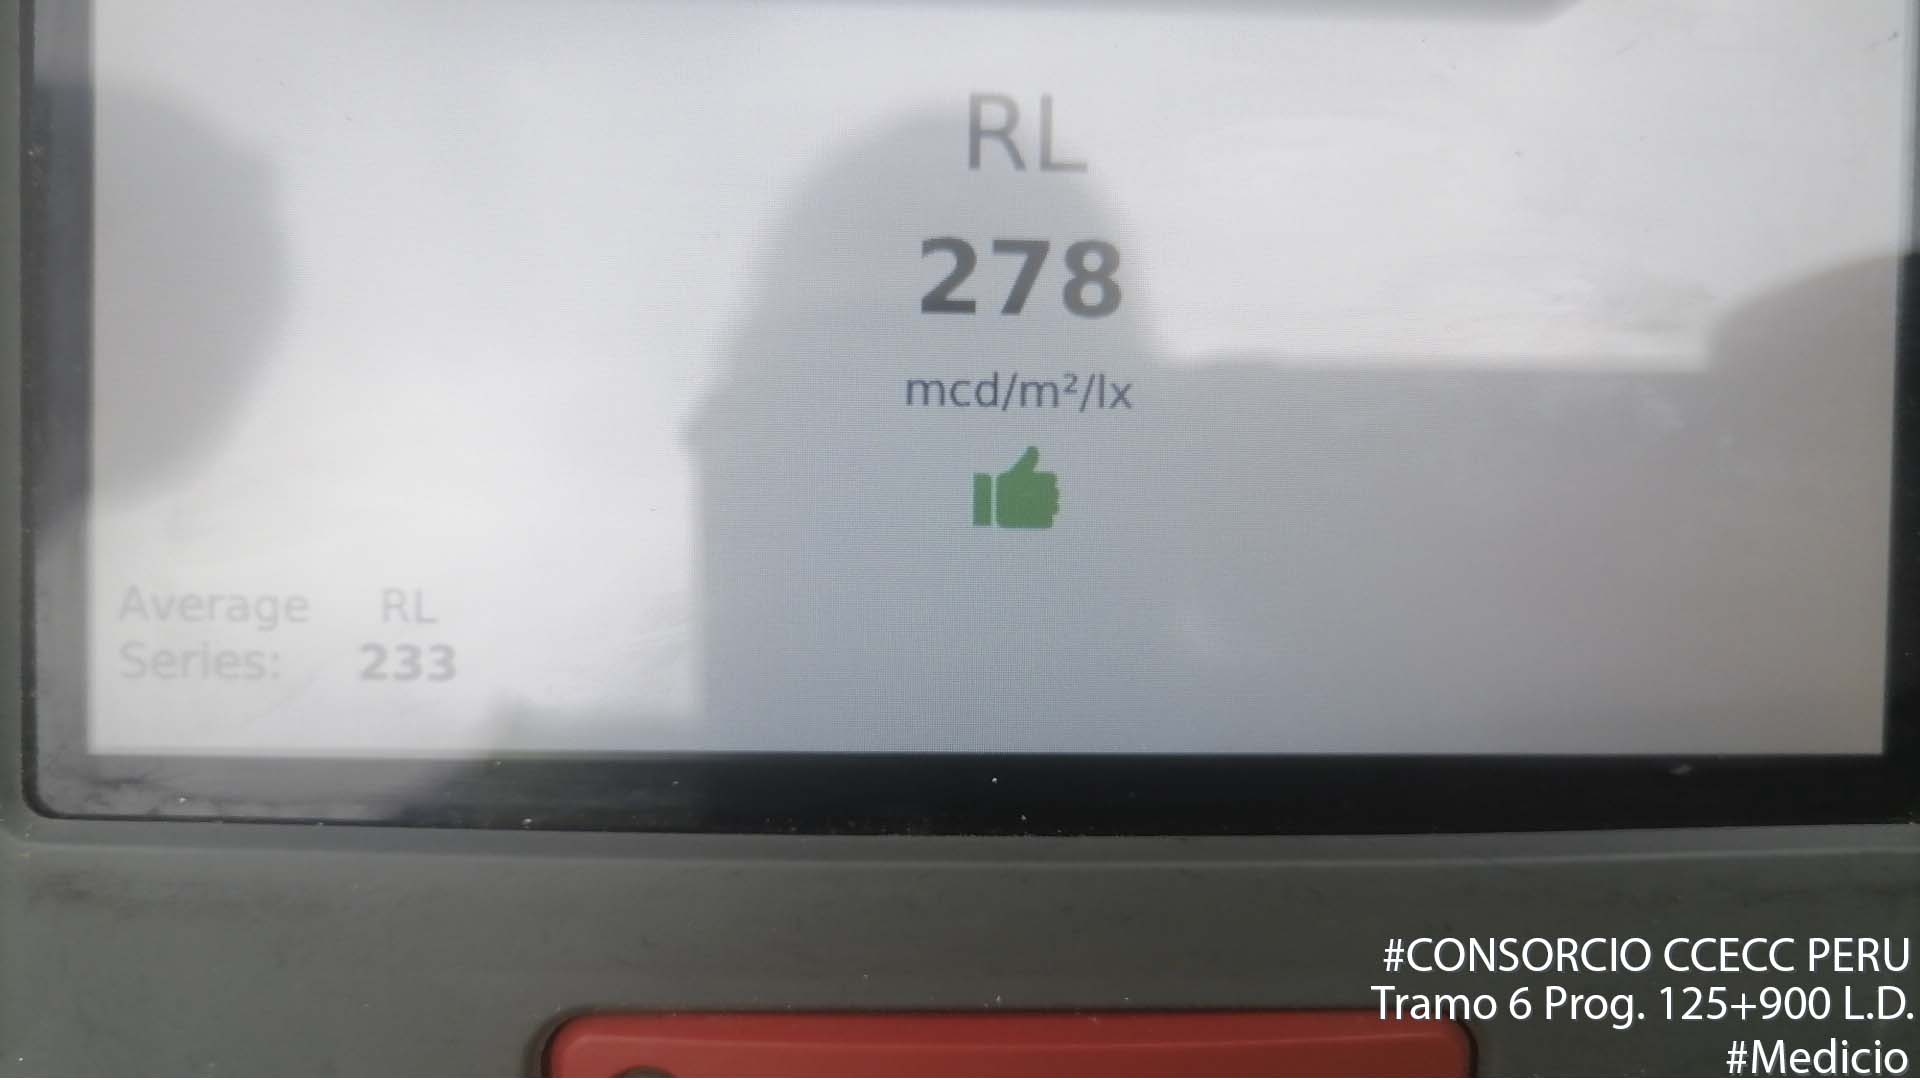 RL
278
mcd/m²/lx
Average RL
Series: 233
#CONSORCIO CCECC PERU
Tramo 6 Prog. 125+900 L.D.
#Medicio